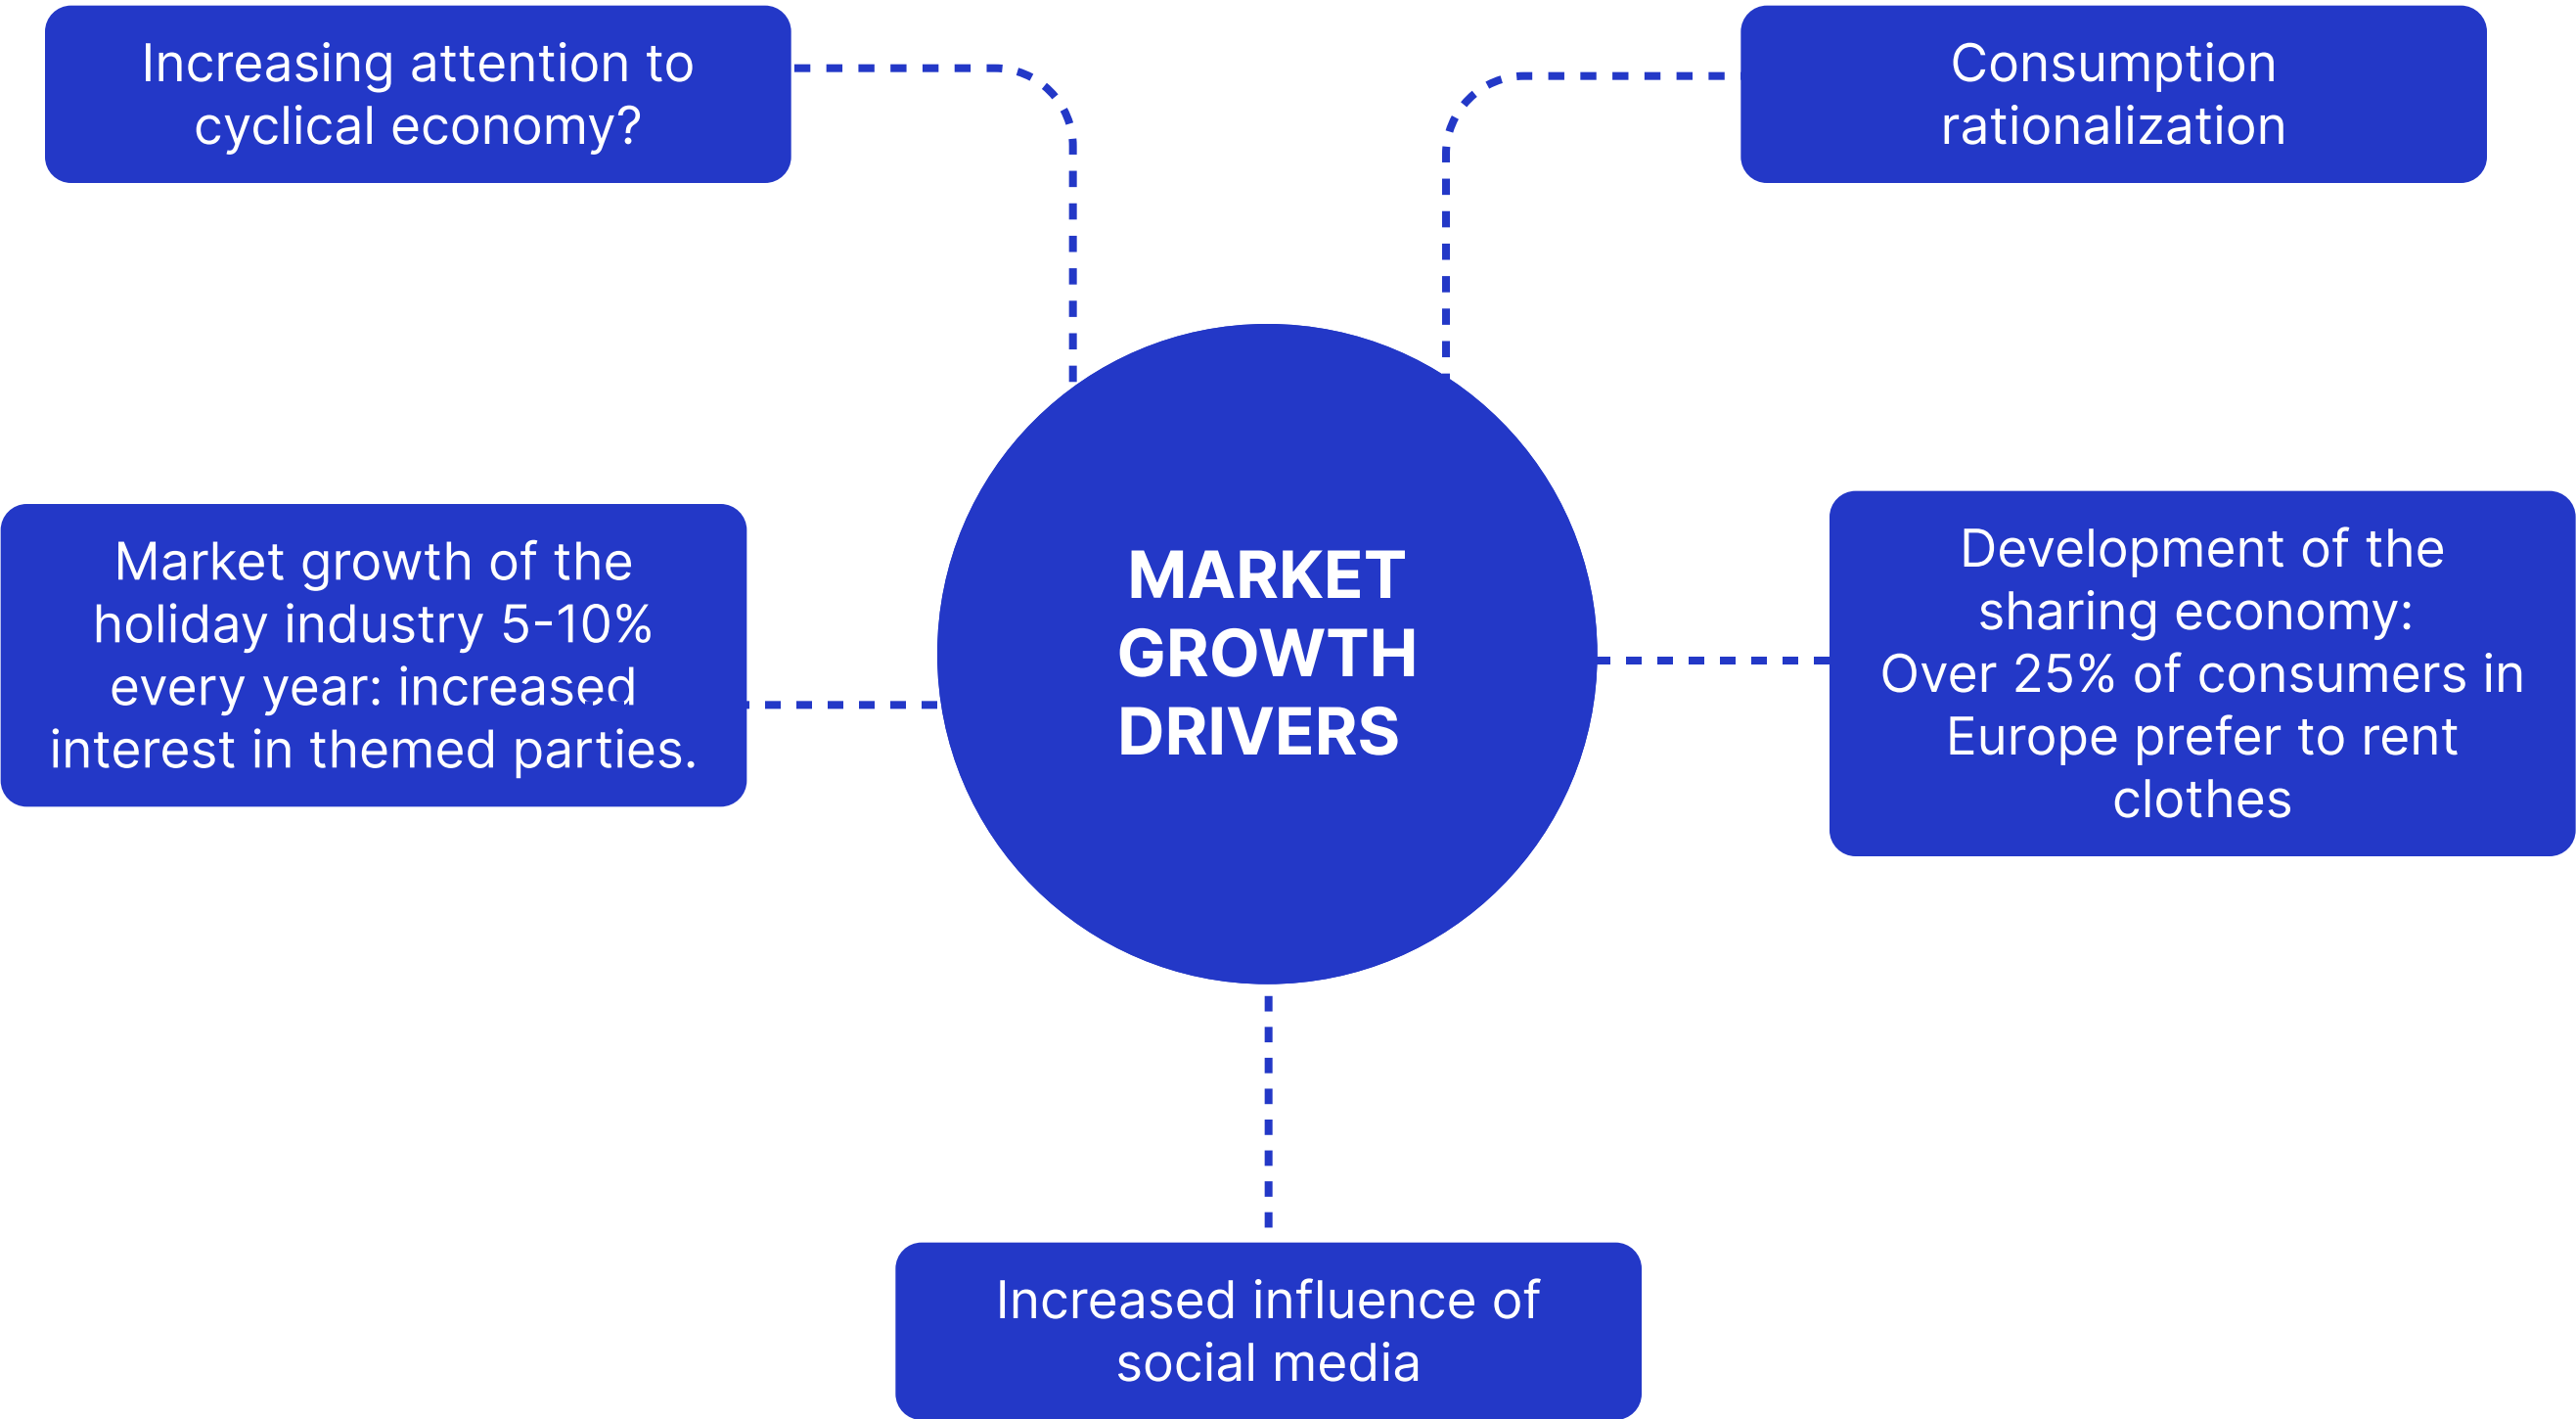 Increasing attention to
cyclical economy?
Consumption
rationalization
Market growth of the
holiday industry 5-10%
every year: increased
interest in themed parties.
MARKET
GROWTH
DRIVERS
Development of the
sharing economy:
Over 25% of consumers in
Europe prefer to rent
clothes
Increased influence of
social media